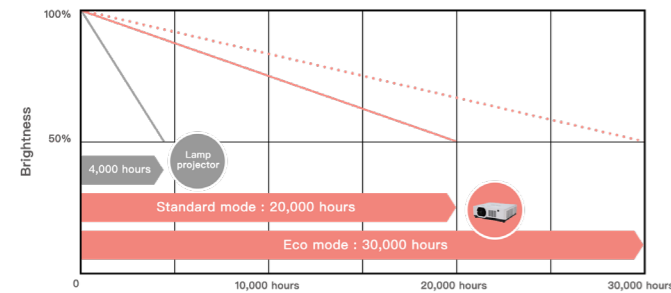 100%
50%
Brightness
4,000 hours
Lamp
projector
Standard mode : 20,000 hours
Eco mode : 30,000 hours
0
10,000 hours
20,000 hours
30,000 hours